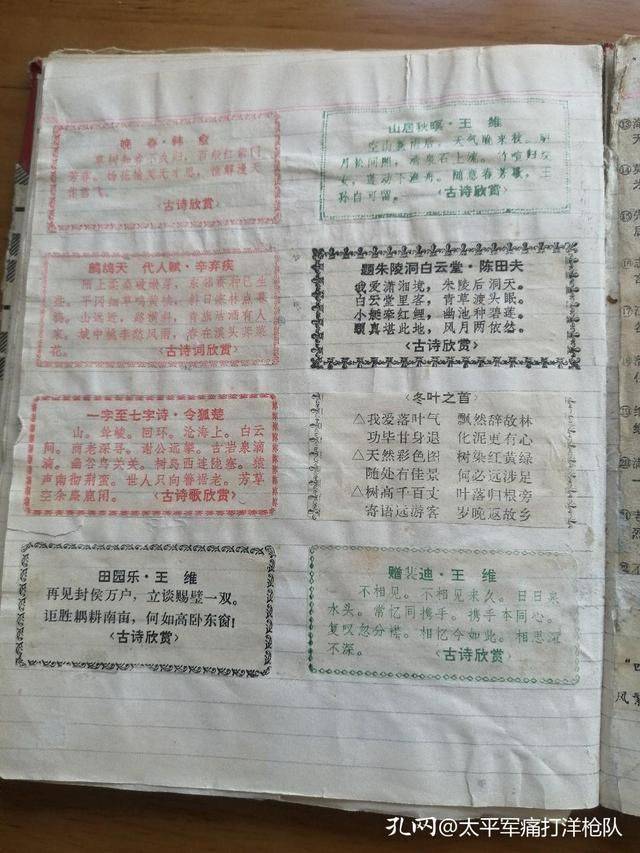 晚 春·韩 愈
草树知春不久归，百般红紫斗
芳菲。杨花榆荚无才思，惟解漫天
作雪飞。
〈古诗欣赏〉
山居秋暝·王 维
空山新雨后，天气晚来秋。明
月松间照，清泉石上流。竹喧归浣
女，莲动下渔舟。随意春芳歇，王
孙自可留。
〈古诗欣赏〉
鹧鸪天 代人赋·辛弃疾
陌上柔桑破嫩芽，东邻蚕种已生
些。平冈细草鸣黄犊，斜日寒林点暮
鸦。山远近，路横斜，青旗沽酒有人
家。城中桃李愁风雨，春在溪头荠菜
花。
〈古诗词欣赏〉
题朱陵洞白云堂·陈田夫
我爱潇湘境，朱陵后洞天。
白云堂里客，青草渡头眠。
小槛牵红鲤，幽池种碧莲。
颐真堪此地，风月两依然。
〈古诗欣赏〉
一字至七字诗·令狐楚
山。耸峻。回环。沧海上。白云
间。商老深寻。谢公远攀。古岩泉滴
滴。幽谷鸟关关。树岛西连陇塞。猿
声南彻荆蛮。世人只向簪裾老。芳草
空余麋鹿闲。
〈古诗歌欣赏〉
〈冬叶之首〉
△我爱落叶气 飘然辞故林
功毕甘身退 化泥更有心
△天然彩色图 树染红黄绿
随处有佳景 何必远涉足
△树高千百丈 叶落归根旁
寄语远游客 岁晚返故乡
田园乐·王 维
再见封侯万户，立谈赐璧一双。
讵胜耦耕南亩，何如高卧东窗！
〈古诗欣赏〉
赠裴迪·王 维
不相见。不相见来久。日日泉
水头。常忆同携手。携手本同心。
复叹忽分襟。相忆今如此。相思深
不深。
〈古诗欣赏〉
风
孔网@太平军痛打洋枪队